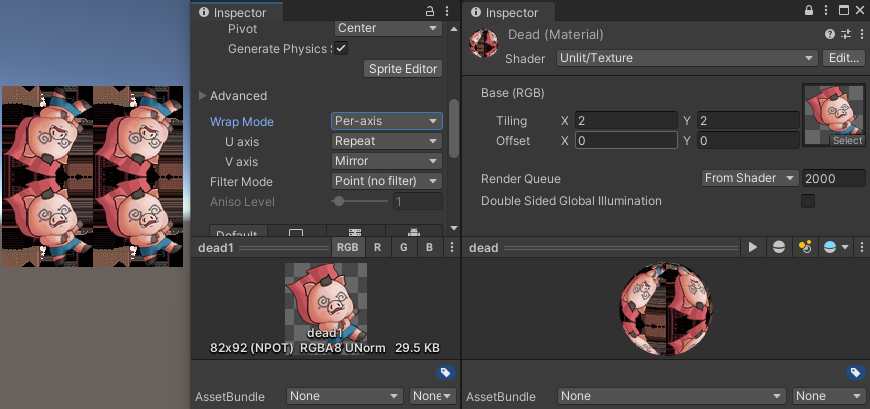 Inspector
Pivot Center
Generate Physics S
Sprite Editor
Advanced
Wrap Mode Per-axis
U axis Repeat
V axis Mirror
Filter Mode Point (no filter)
Aniso Level 1
Default
dead1 RGB R G B
dead1
82x92 (NPOT) RGBA8 UNorm 29.5 KB
AssetBundle None None
Inspector
Dead (Material)
Shader Unlit/Texture Edit...
Base (RGB)
Tiling X 2 Y 2
Offset X 0 Y 0
Select
Render Queue From Shader 2000
Double Sided Global Illumination
dead
AssetBundle None None